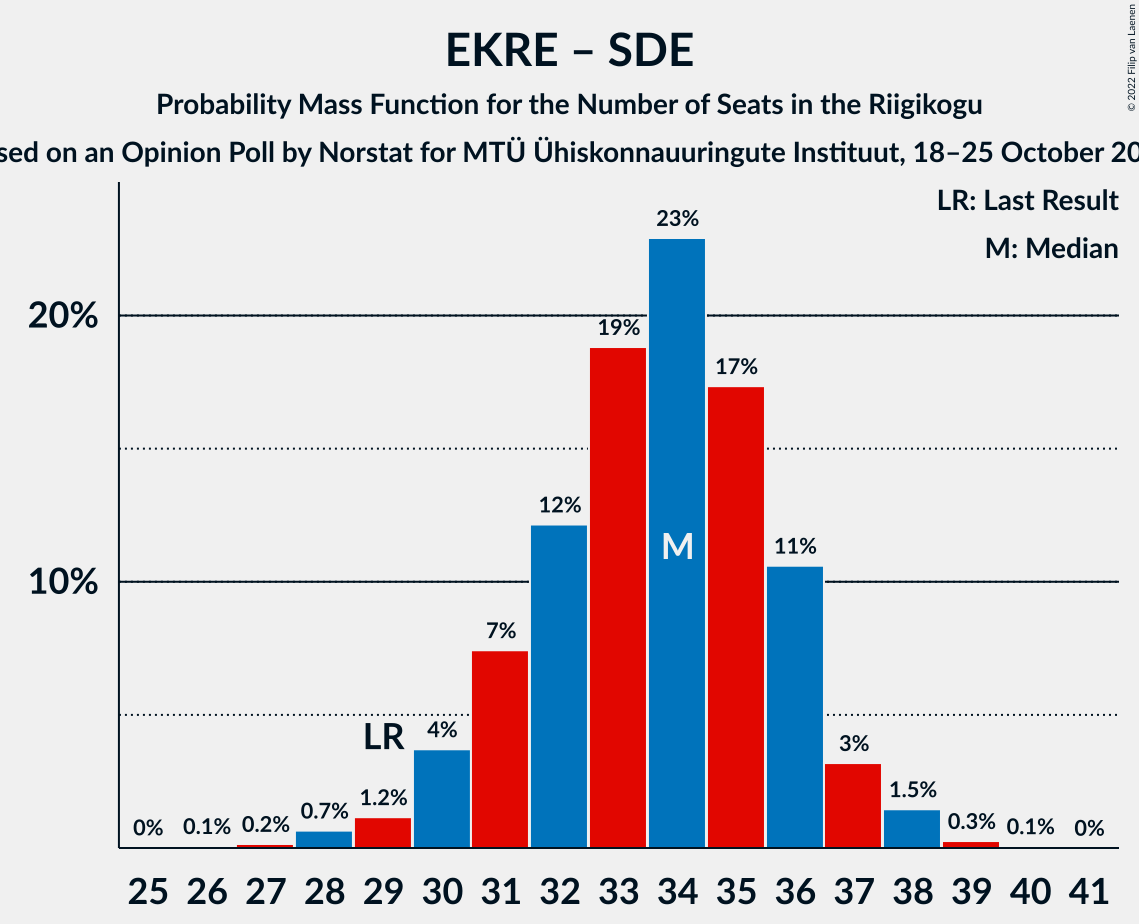 EKRE – SDE
Probability Mass Function for the Number of Seats in the Riigikogu
sed on an Opinion Poll by Norstat for MTÜ Ühiskonnauuringute Instituut, 18–25 October 20
© 2022 Filip van Laenen
LR: Last Result
M: Median
20%
10%
0% 0.1% 0.2% 0.7% 1.2% 4% 7% 12% 19% 23% 17% 11% 3% 1.5% 0.3% 0.1% 0%
LR
M
25 26 27 28 29 30 31 32 33 34 35 36 37 38 39 40 41